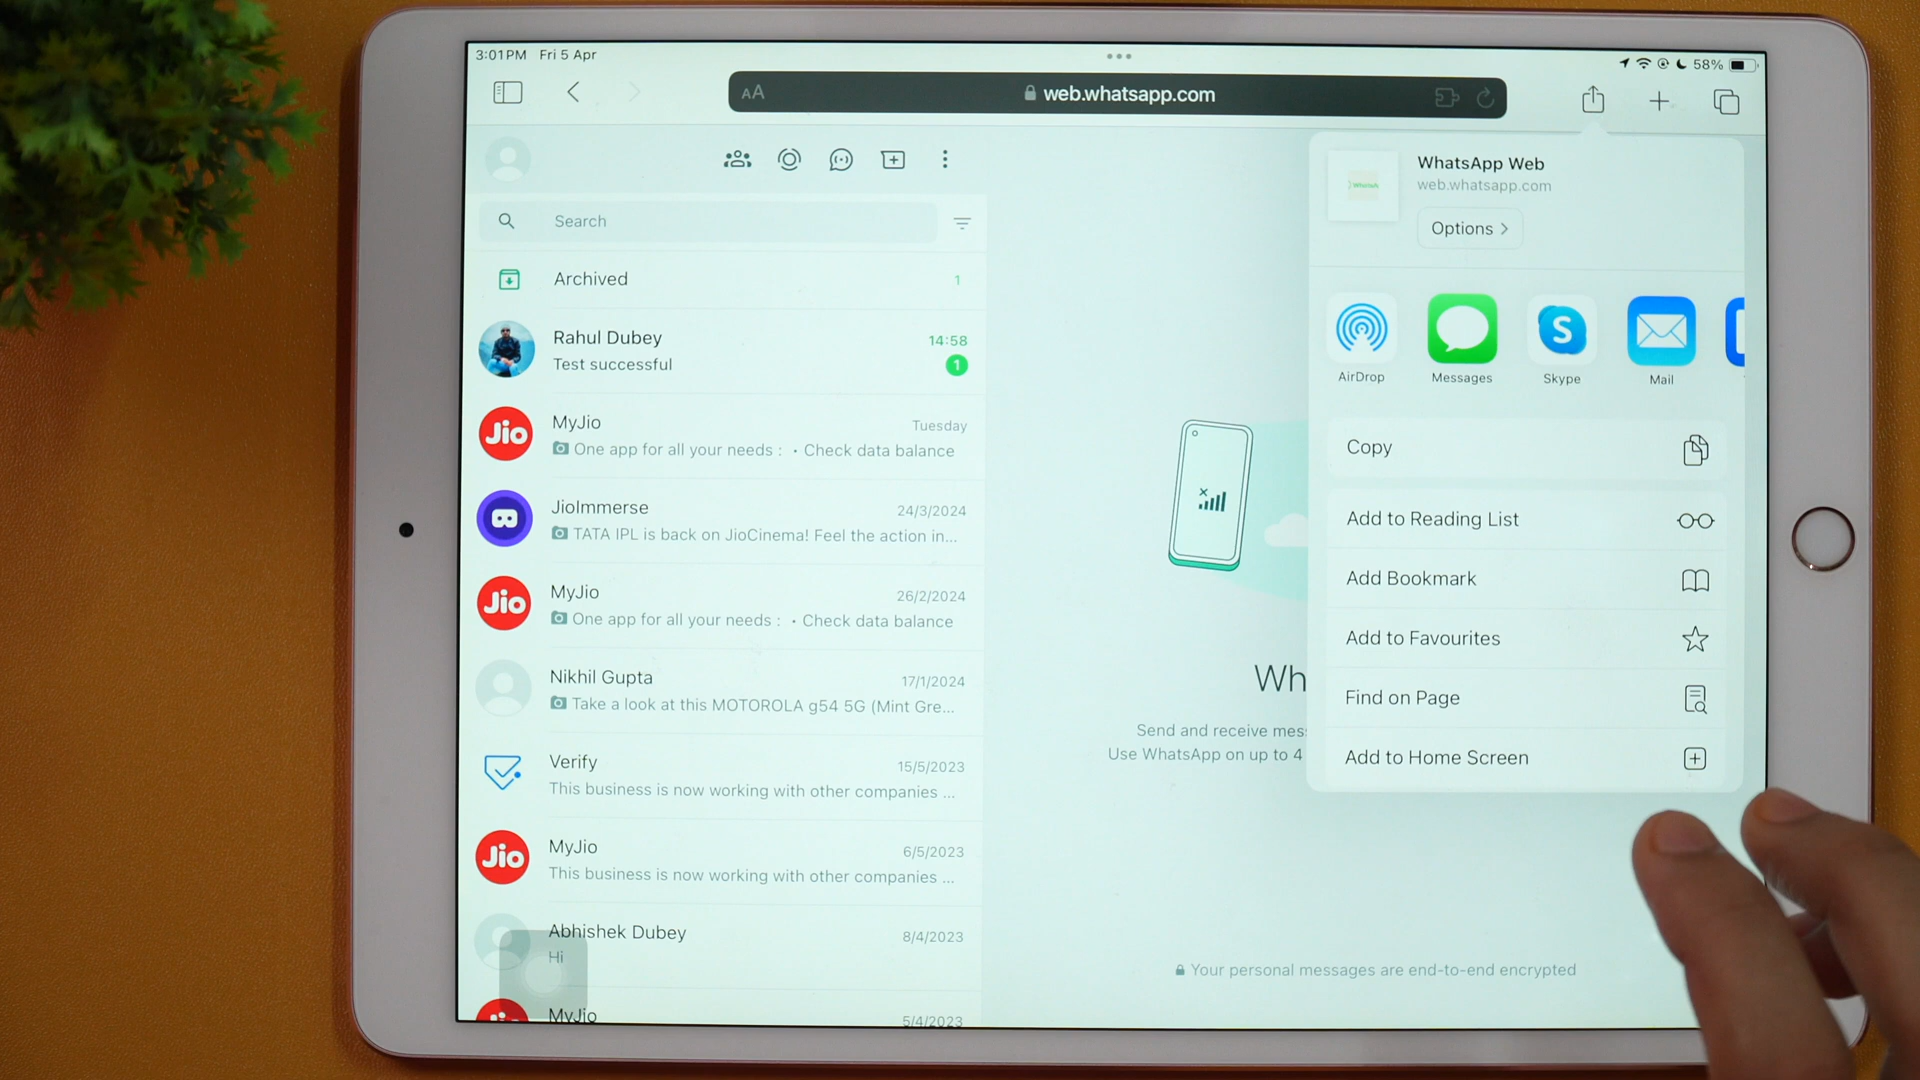 3:01PM Fri 5 Apr
58%
AA
web.whatsapp.com
Search
Archived
1
Rahul Dubey
14:58
Test successful
1
Jio
MyJio
Tuesday
One app for all your needs : • Check data balance
JioImmerse
24/3/2024
TATA IPL is back on JioCinema! Feel the action in...
Jio
MyJio
26/2/2024
One app for all your needs : • Check data balance
Nikhil Gupta
17/1/2024
Take a look at this MOTOROLA g54 5G (Mint Gre...
Verify
15/5/2023
This business is now working with other companies ...
Jio
MyJio
6/5/2023
This business is now working with other companies ...
Abhishek Dubey
8/4/2023
Hi
MyJio
5/4/2023
Wh
Send and receive mes
Use WhatsApp on up to 4
Your personal messages are end-to-end encrypted
WhatsApp Web
web.whatsapp.com
Options
AirDrop
Messages
S
Skype
Mail
Copy
Add to Reading List
Add Bookmark
Add to Favourites
Find on Page
Add to Home Screen